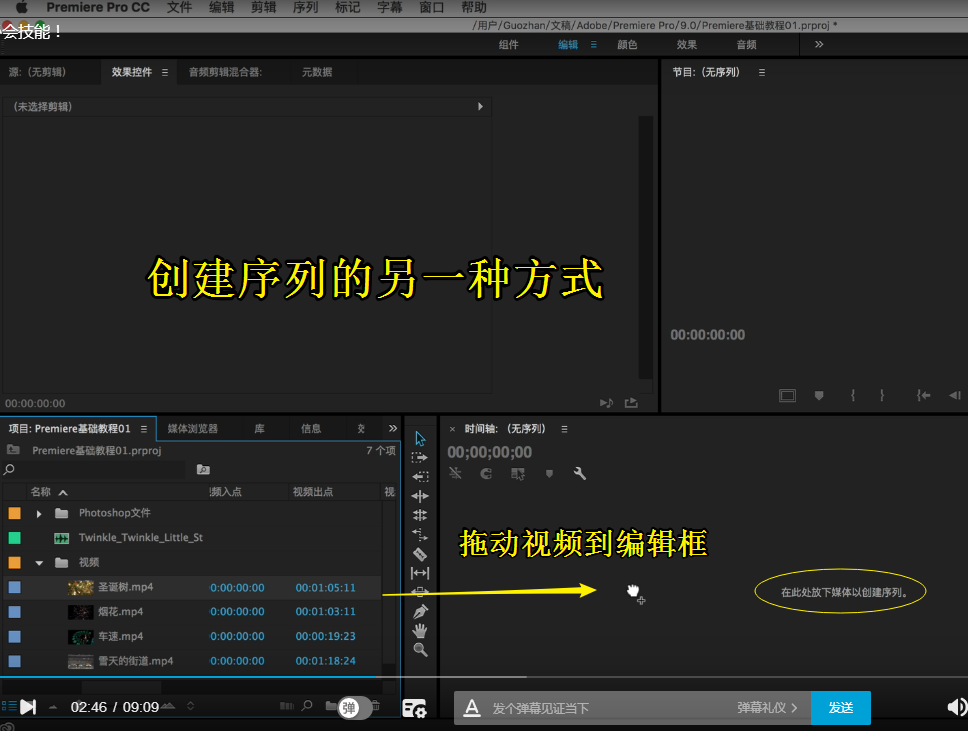 Premiere Pro CC 文件 编辑 剪辑 序列 标记 字幕 窗口 帮助
/用户/Guozhan/文稿/Adobe/Premiere Pro/9.0/Premiere基础教程01.prproj *
会技能！
组件 编辑 颜色 效果 音频
源:（无剪辑） 效果控件 音频剪辑混合器: 元数据
节目:（无序列）
（未选择剪辑）
创建序列的另一种方式
00:00:00:00
00:00:00:00
项目: Premiere基础教程01 媒体浏览器 库 信息
时间轴:（无序列）
Premiere基础教程01.prproj 7 个项
00;00;00;00
名称 频入点 视频出点 视
Photoshop文件
Twinkle_Twinkle_Little_St
视频
拖动视频到编辑框
圣诞树.mp4 0:00:00:00 00:01:05:11
在此处放下媒体以创建序列。
烟花.mp4 0:00:00:00 00:01:03:11
车速.mp4 0:00:00:00 00:00:19:23
雪天的街道.mp4 0:00:00:00 00:01:18:24
02:46 / 09:09 弹 A 发个弹幕见证当下 弹幕礼仪 发送